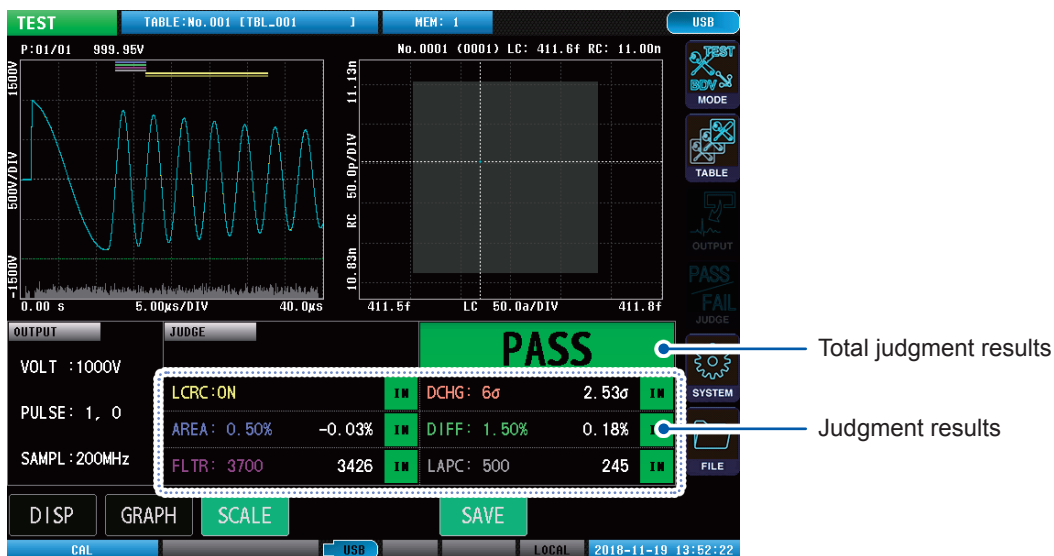 TEST TABLE:No.001 [TBL_001 ] MEM: 1 USB
P:01/01 999.95V
No.0001 (0001) LC: 411.6f RC: 11.00n
1500V
500V/DIV
-1500V
0.00 s 5.00µs/DIV 40.0µs
11.13n
50.0p/DIV
RC
10.83n
411.5f LC 50.0a/DIV 411.8f
TEST
BDV
MODE
TABLE
OUTPUT
PASS
FAIL
JUDGE
SYSTEM
FILE
OUTPUT
VOLT :1000V
PULSE: 1, 0
SAMPL:200MHz
JUDGE
PASS
LCRC:ON IN DCHG: 6σ 2.53σ IN
AREA: 0.50% -0.03% IN DIFF: 1.50% 0.18% I
FLTR: 3700 3426 IN LAPC: 500 245 IN
Total judgment results
Judgment results
DISP GRAPH SCALE SAVE
CAL USB LOCAL 2018-11-19 13:52:22